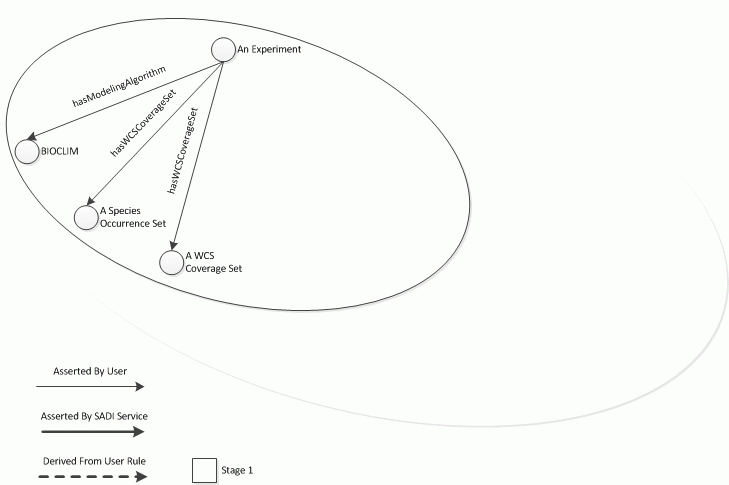 An Experiment
hasModelingAlgorithm
hasWCSCoverageSet
hasWCSCoverageSet
BIOCLIM
A Species
Occurrence Set
A WCS
Coverage Set
Asserted By User
Asserted By SADI Service
Derived From User Rule
Stage 1